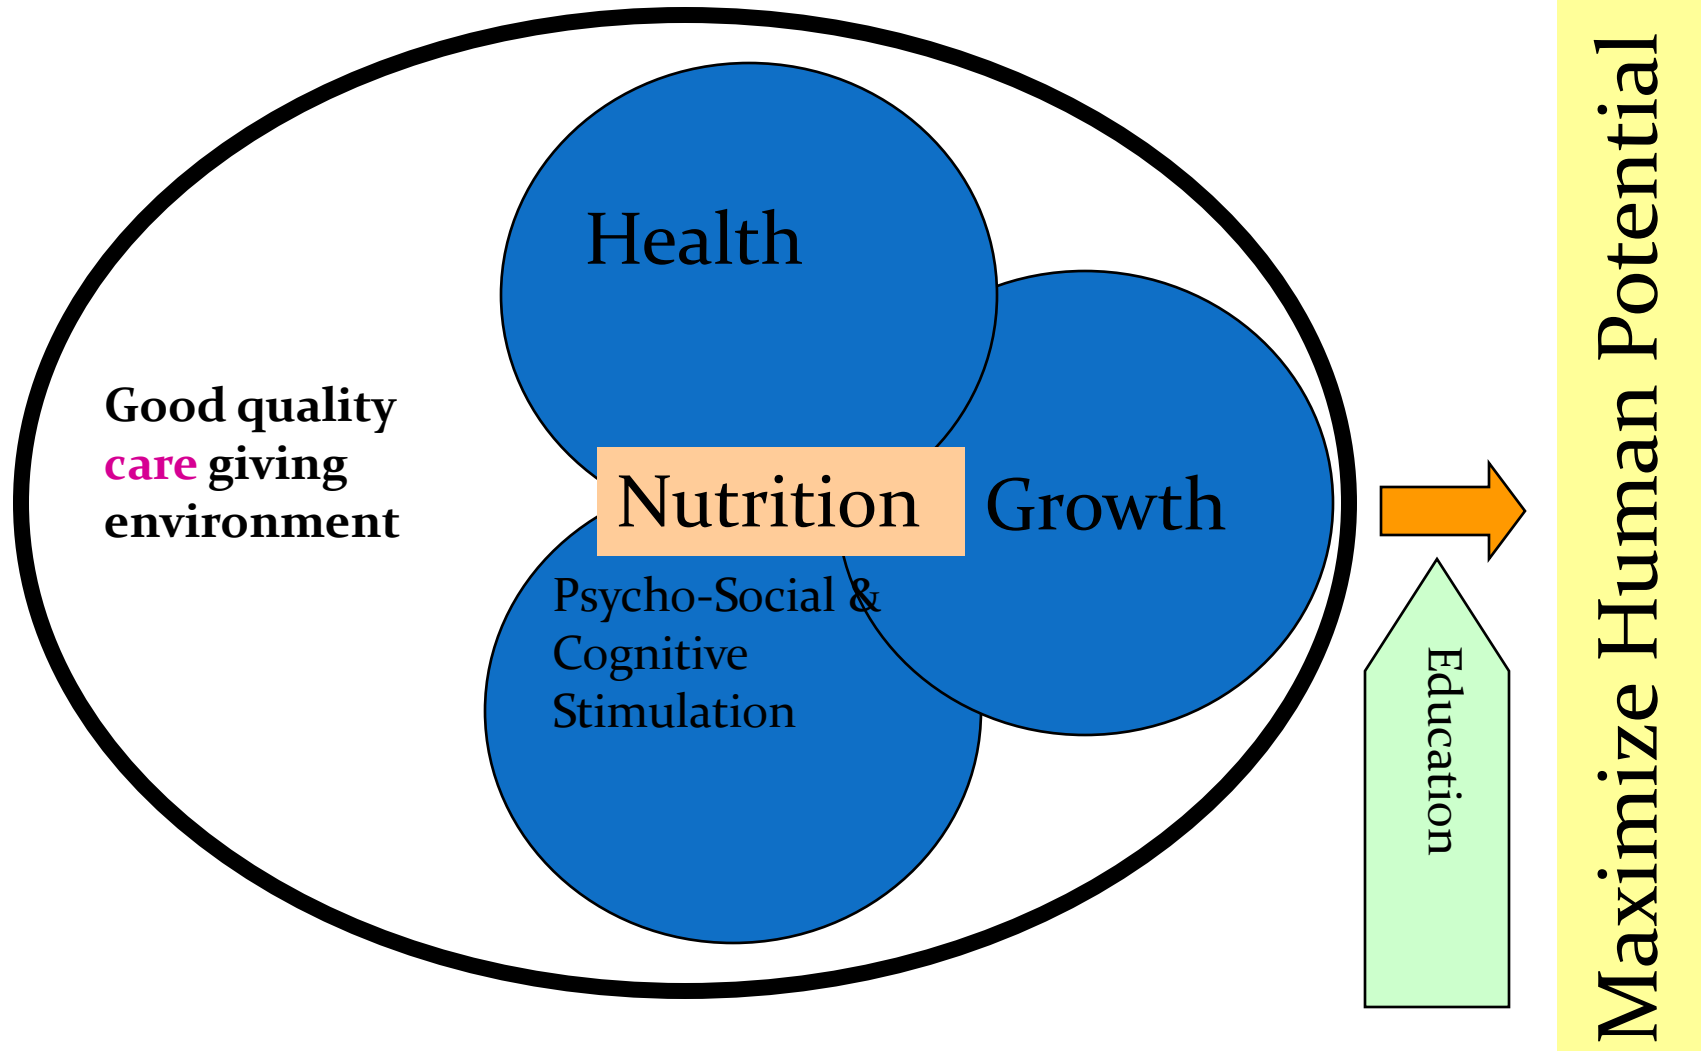 Health
Good quality
care giving
environment
Nutrition
Growth
Psycho-Social &
Cognitive
Stimulation
Education
Maximize Human Potential